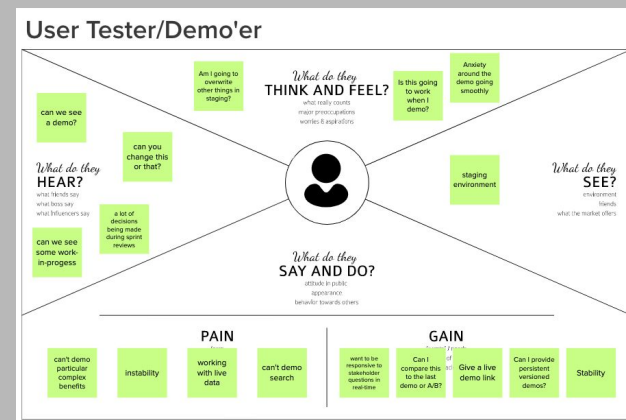 User Tester/Demo'er
Am I going to
overwrite
other things in
staging?
What do they
THINK AND FEEL?
what really counts
major preoccupations
worries & aspirations
Is this going
to work
when I
demo?
Anxiety
around the
demo going
smoothly
can we see
a demo?
can you
change this
or that?
What do they
HEAR?
what friends say
what boss say
what influencers say
a lot of
decisions
being made
during sprint
reviews
can we see
some work-
in-progess
staging
environment
What do they
SEE?
environment
friends
what the market offers
What do they
SAY AND DO?
attitude in public
appearance
behavior towards others
PAIN
can't demo
particular
complex
benefits
instability
working
with live
data
can't demo
search
GAIN
want to be
responsive to
stakeholder
questions in
real-time
Can I
compare this
to the last
demo or A/B?
Give a live
demo link
Can I provide
persistent
versioned
demos?
Stability